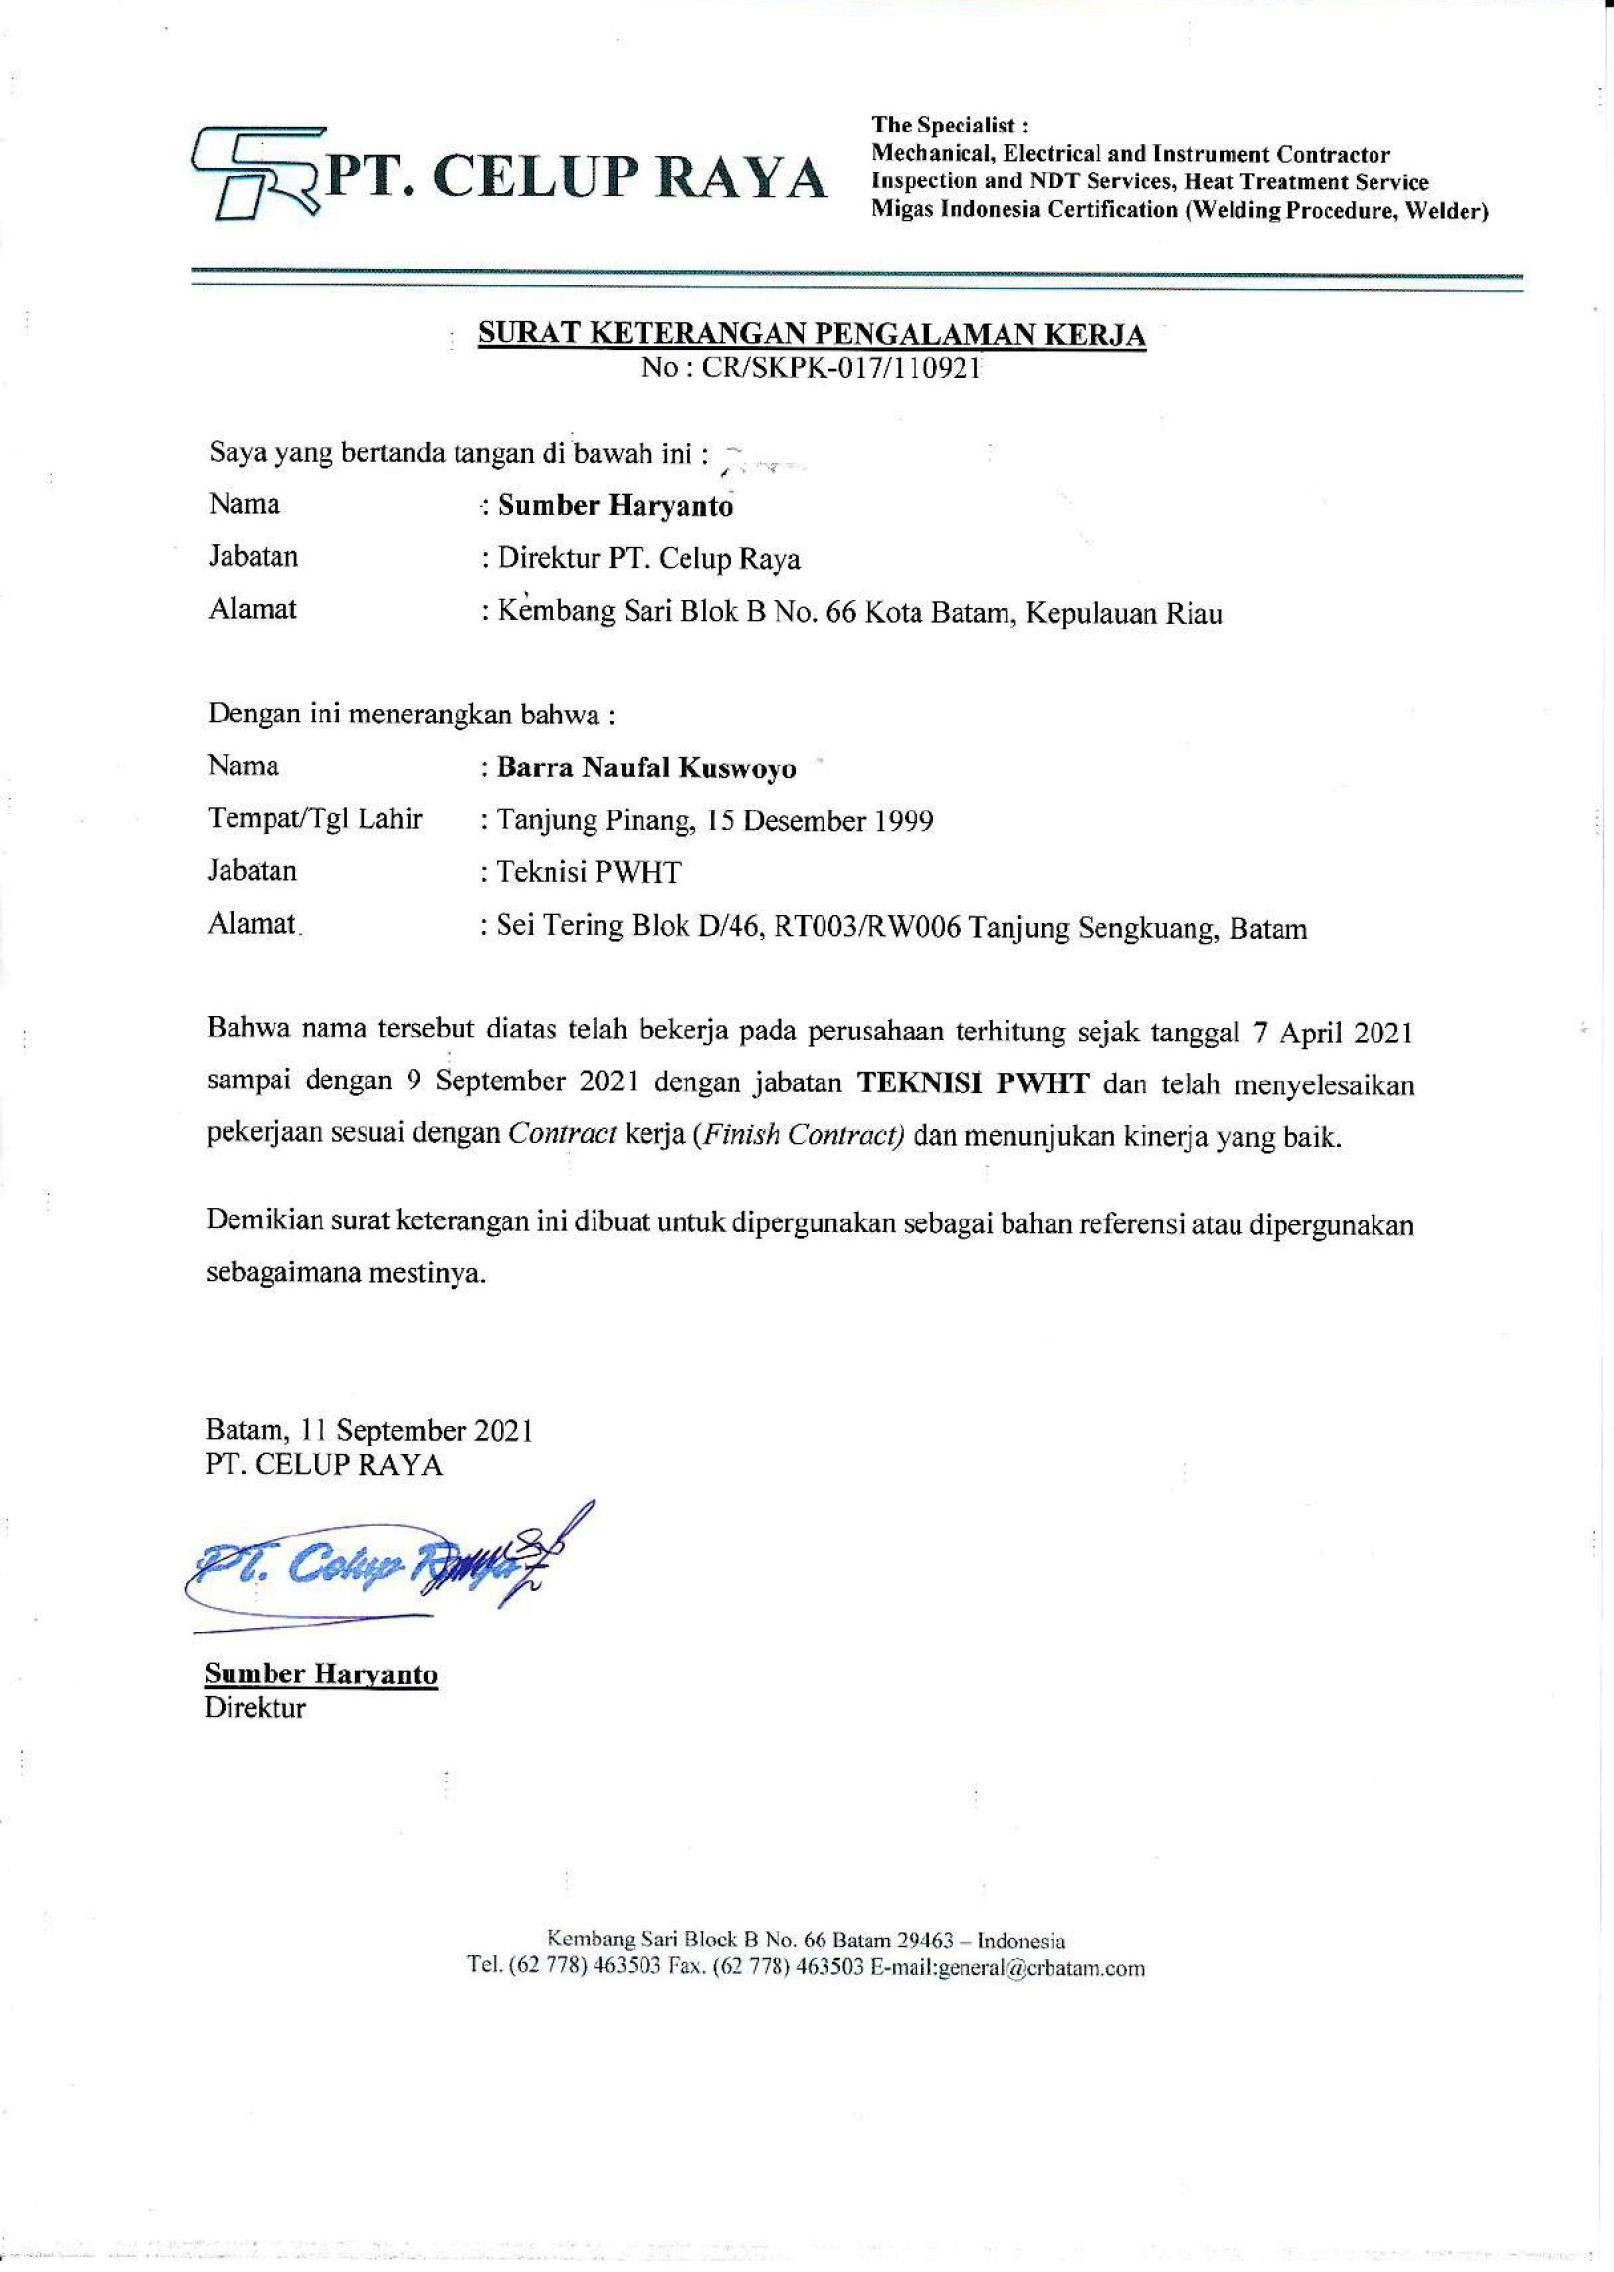 PT. CELUP RAYA
The Specialist :
Mechanical, Electrical and Instrument Contractor
Inspection and NDT Services, Heat Treatment Service
Migas Indonesia Certification (Welding Procedure, Welder)
SURAT KETERANGAN PENGALAMAN KERJA
No : CR/SKPK-017/110921
Saya yang bertanda tangan di bawah ini :
Nama : Sumber Haryanto
Jabatan : Direktur PT. Celup Raya
Alamat : Kembang Sari Blok B No. 66 Kota Batam, Kepulauan Riau
Dengan ini menerangkan bahwa :
Nama : Barra Naufal Kuswoyo
Tempat/Tgl Lahir : Tanjung Pinang, 15 Desember 1999
Jabatan : Teknisi PWHT
Alamat : Sei Tering Blok D/46, RT003/RW006 Tanjung Sengkuang, Batam
Bahwa nama tersebut diatas telah bekerja pada perusahaan terhitung sejak tanggal 7 April 2021
sampai dengan 9 September 2021 dengan jabatan TEKNISI PWHT dan telah menyelesaikan
pekerjaan sesuai dengan Contract kerja (Finish Contract) dan menunjukan kinerja yang baik.
Demikian surat keterangan ini dibuat untuk dipergunakan sebagai bahan referensi atau dipergunakan
sebagaimana mestinya.
Batam, 11 September 2021
PT. CELUP RAYA
PT. Celup Raya
Sumber Haryanto
Direktur
Kembang Sari Block B No. 66 Batam 29463 – Indonesia
Tel. (62 778) 463503 Fax. (62 778) 463503 E-mail:general@crbatam.com